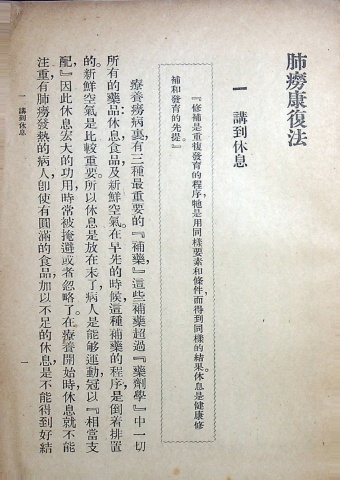 肺癆康復法
一 講到休息
『修補是重復發育的程序,牠是用同樣要素和條件,而得到同樣的結果。休息是健康修
補和發育的先提。』
療養癆病裏有三種最重要的『補藥』,這些補藥超過『藥劑學』中一切
所有的藥品:休息,食品,及新鮮空氣。在早先的時候,這種補藥的程序,是倒着排置
的。新鮮空氣是比較重要。所以休息是放在末了,病人是能够運動,冠以『相當支
配』,因此休息宏大的功用,時常被掩避或者忽略了。在療養開始時,休息就不能
注重,有肺癆發熱的病人,卽使有圓滿的食品,加以不足的休息,是不能得到好結
一 講到休息
一